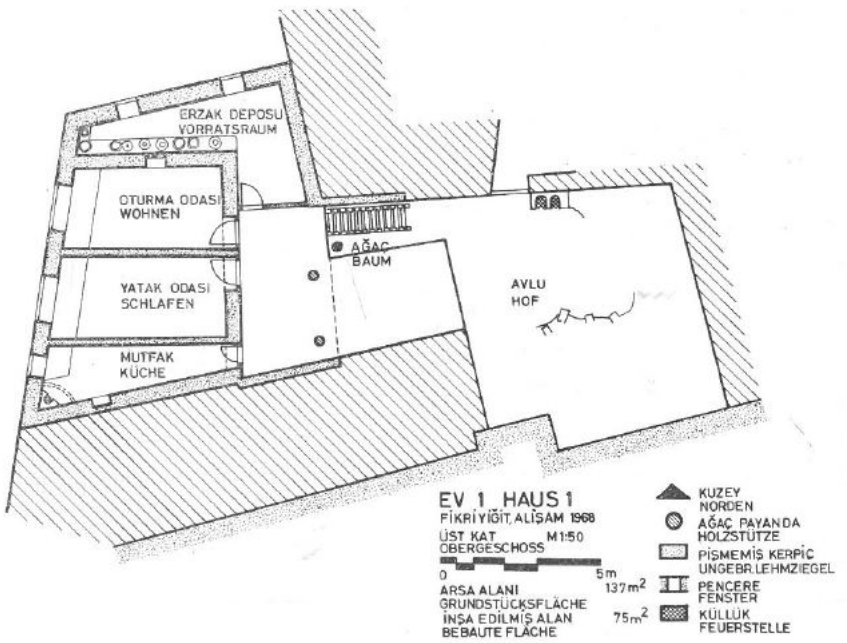 ERZAK DEPOSU
VORRATSRAUM
OTURMA ODASI
WOHNEN
YATAK ODASI
SCHLAFEN
MUTFAK
KÜCHE
AĞAÇ
BAUM
AVLU
HOF
EV 1 HAUS 1
FİKRİ YİĞİT, ALİŞAM 1968
ÜST KAT M 1:50
OBERGESCHOSS
0 5m
ARSA ALANI 137m²
GRUNDSTÜCKSFLÄCHE
İNŞA EDİLMİŞ ALAN 75m²
BEBAUTE FLÄCHE
KUZEY
NORDEN
AĞAÇ PAYANDA
HOLZSTÜTZE
PİŞMEMİŞ KERPİÇ
UNGEBR. LEHMZIEGEL
PENCERE
FENSTER
KÜLLÜK
FEUERSTELLE